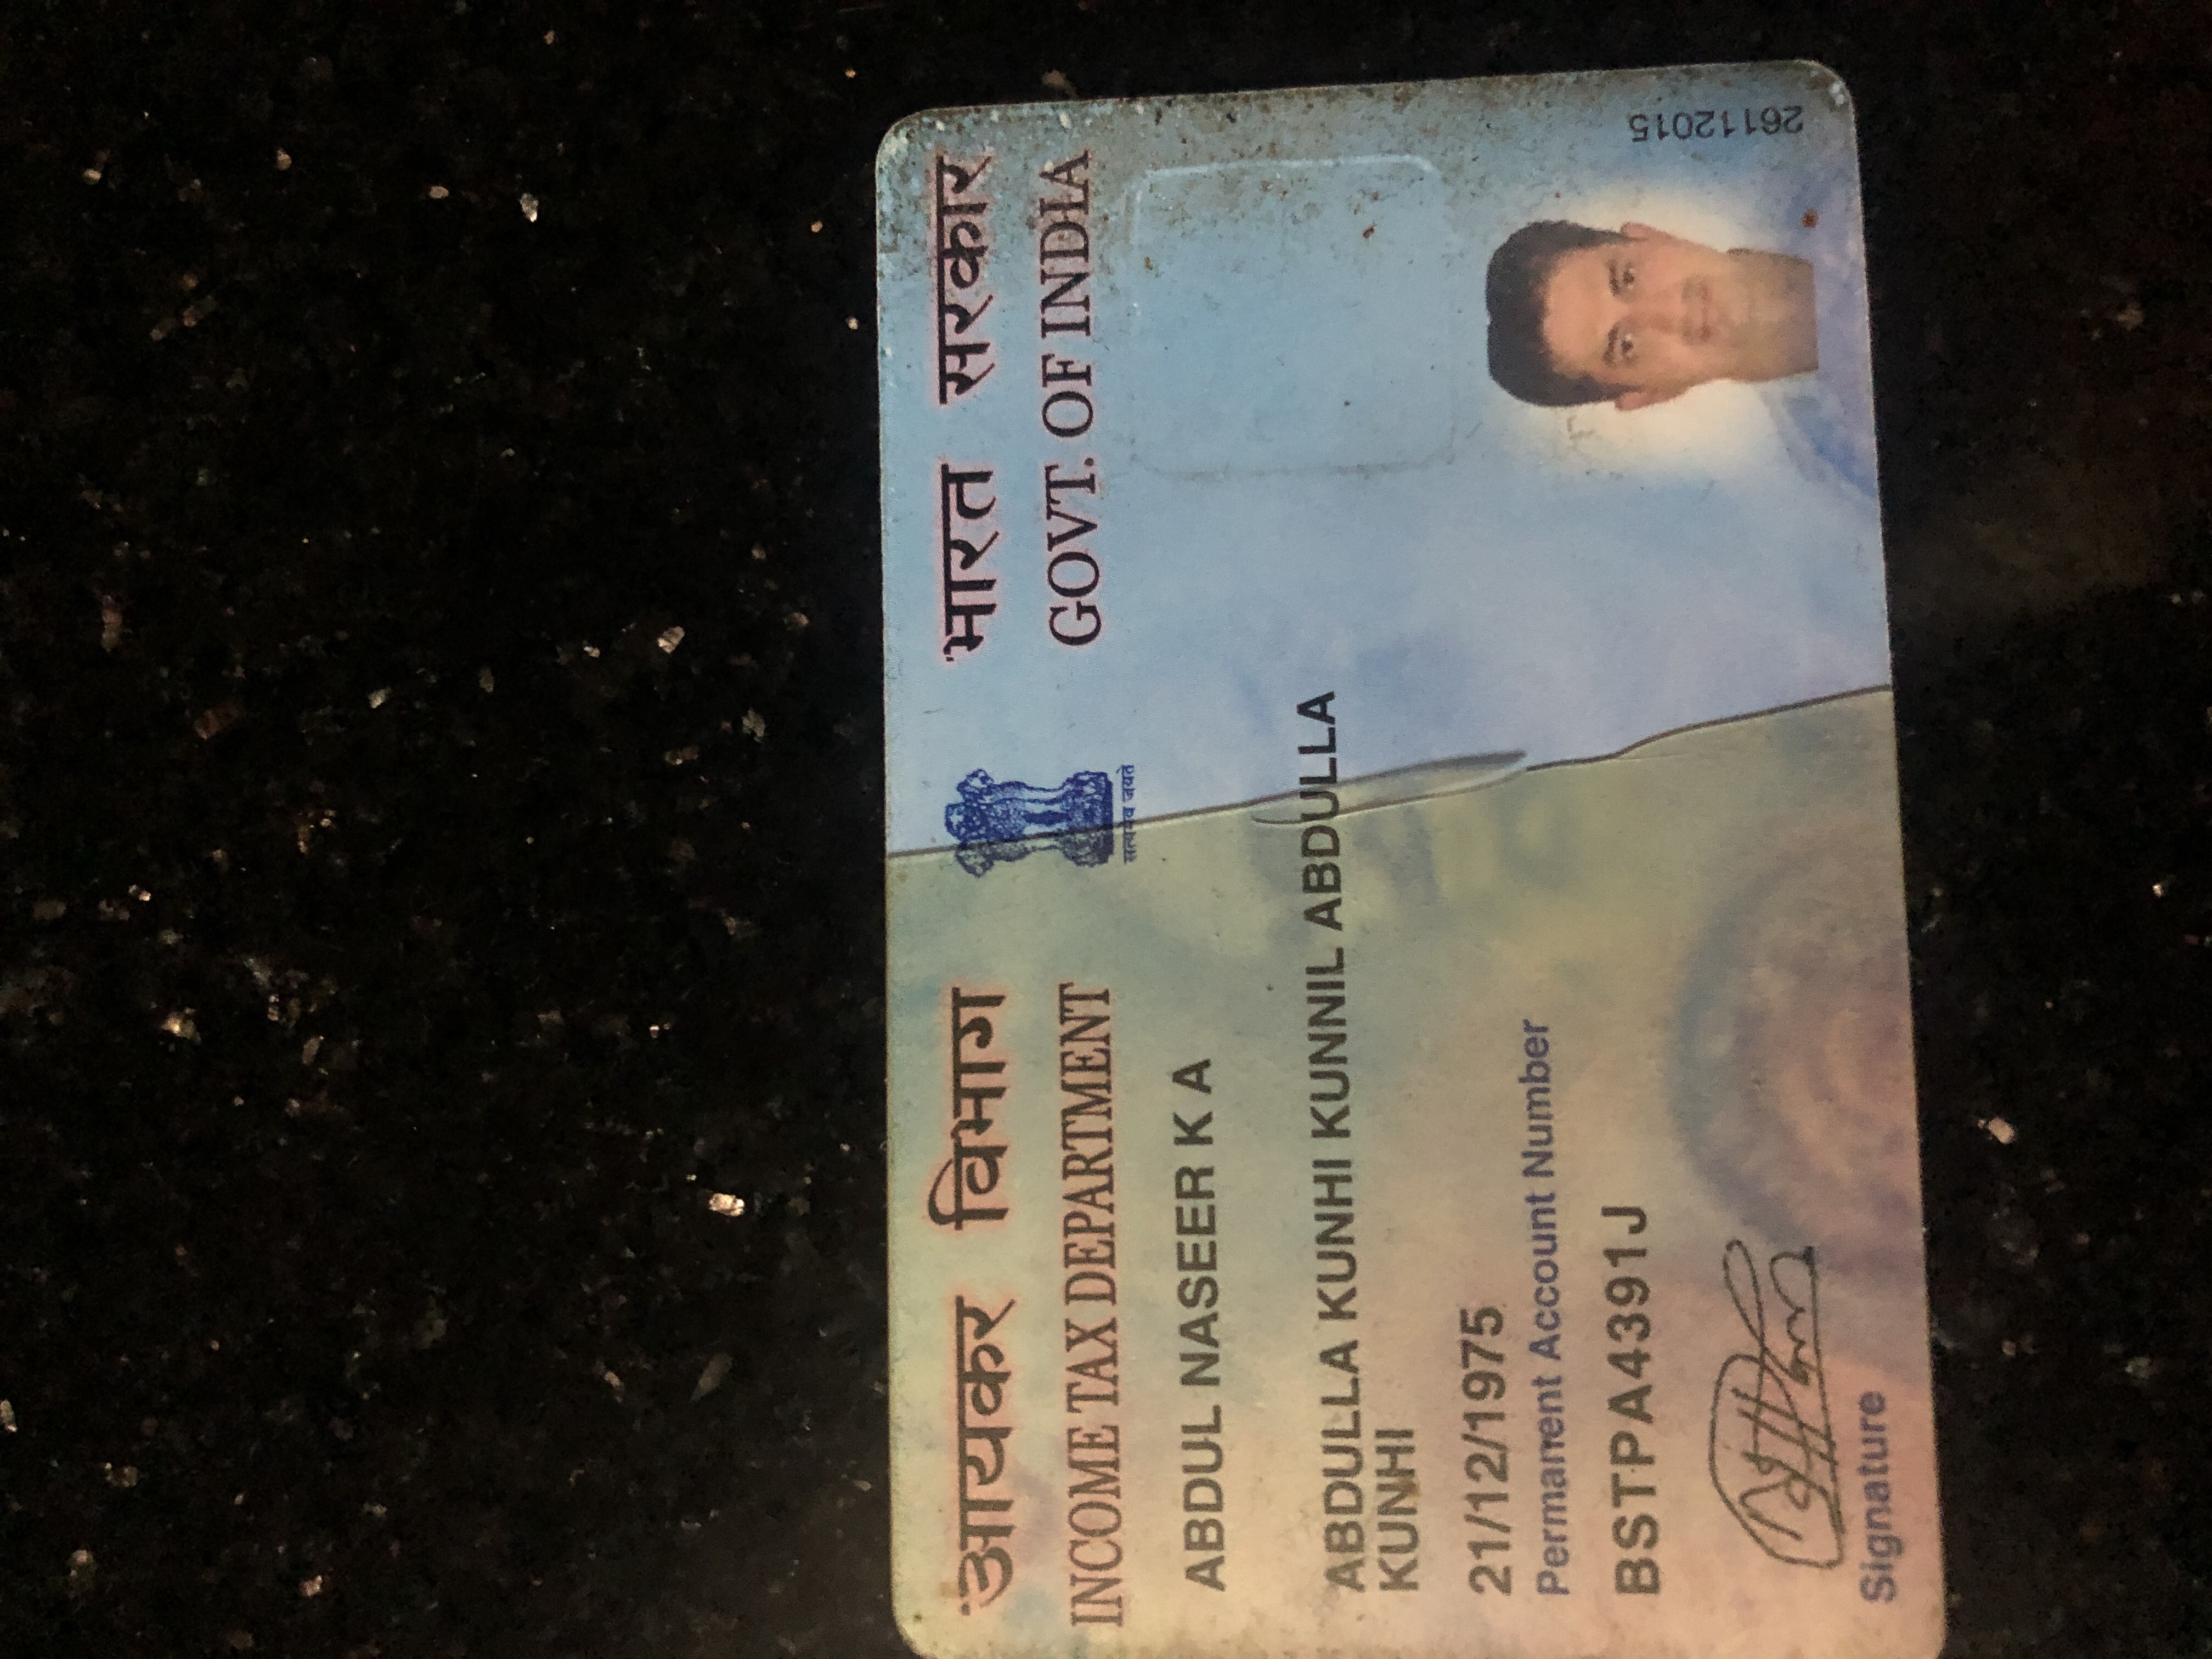 आयकर विभाग
INCOME TAX DEPARTMENT
सत्यमेव जयते
भारत सरकार
GOVT. OF INDIA
ABDUL NASEER K A
ABDULLA KUNHI KUNNIL ABDULLA
KUNHI
21/12/1975
Permanent Account Number
BSTPA4391J
Signature
26112015